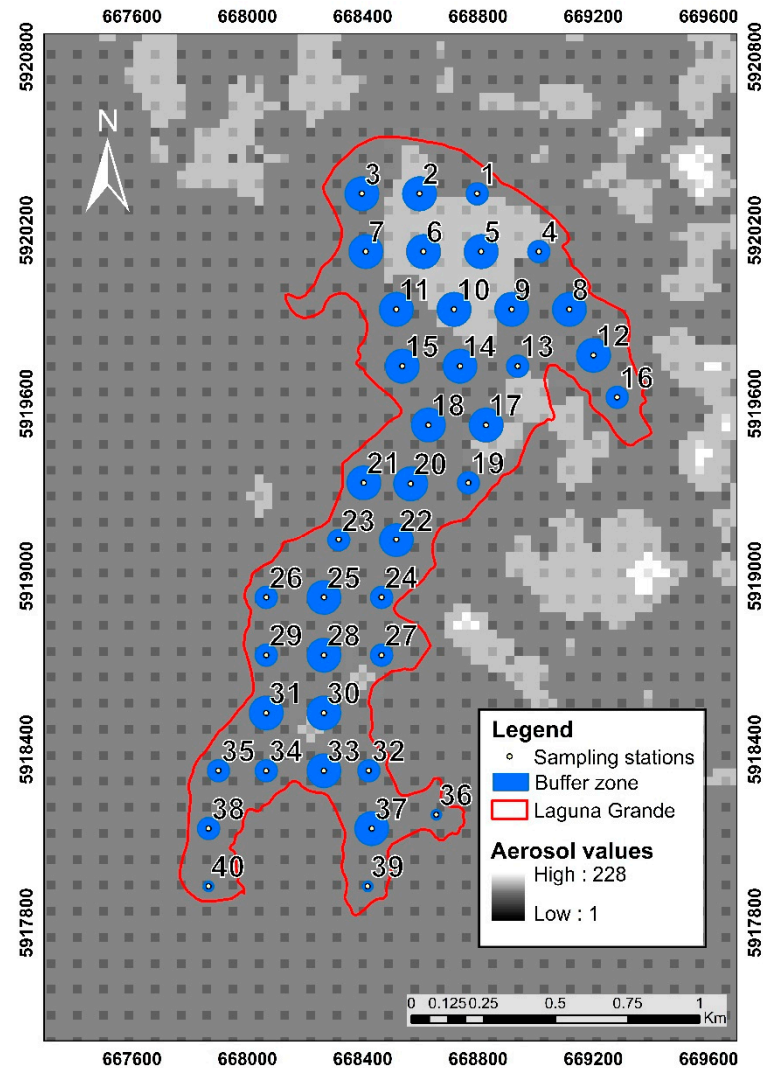 667600 668000 668400 668800 669200 669600
5920800
5920200
5919600
5919000
5918400
5917800
5920800
5920200
5919600
5919000
5918400
5917800
N
3 2 1
7 6 5 4
11 10 9 8
12
15 14 13
16
18 17
21 20 19
23 22
26 25 24
29 28 27
31 30
35 34 33 32
36
38 37
40 39
Legend
Sampling stations
Buffer zone
Laguna Grande
Aerosol values
High : 228
Low : 1
0 0.125 0.25 0.5 0.75 1
Km
667600 668000 668400 668800 669200 669600